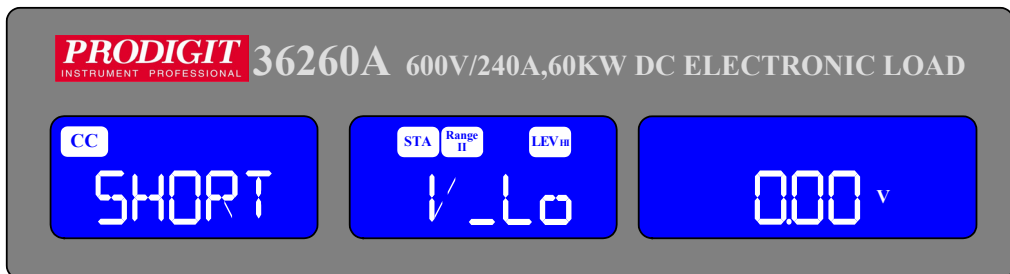 PRODIGIT
INSTRUMENT PROFESSIONAL
36260A 600V/240A,60KW DC ELECTRONIC LOAD
CC
SHORT
STA Range II LEV HI
V_Lo
0.00 V